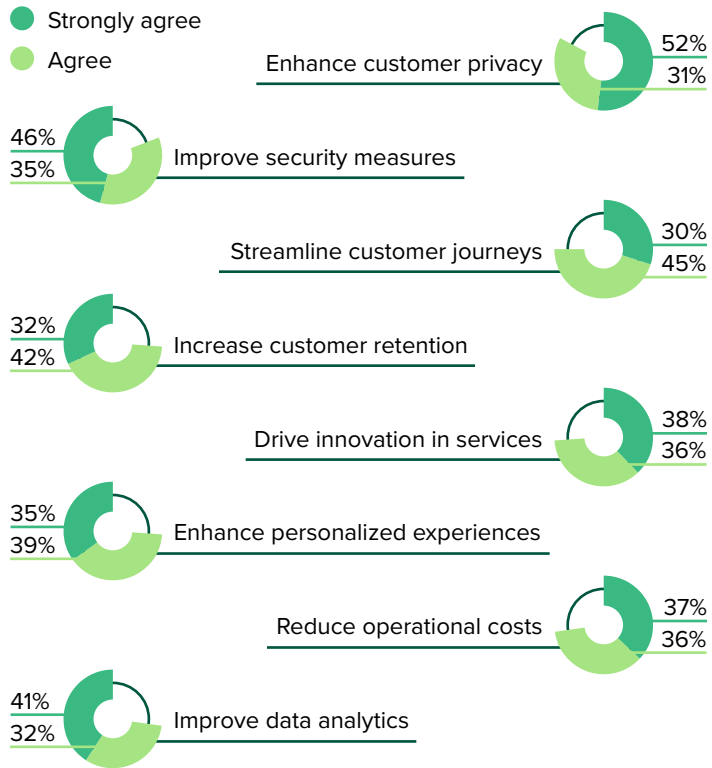 Strongly agree
Agree
Enhance customer privacy
52%
31%
46%
35%
Improve security measures
Streamline customer journeys
30%
45%
32%
42%
Increase customer retention
Drive innovation in services
38%
36%
35%
39%
Enhance personalized experiences
Reduce operational costs
37%
36%
41%
32%
Improve data analytics